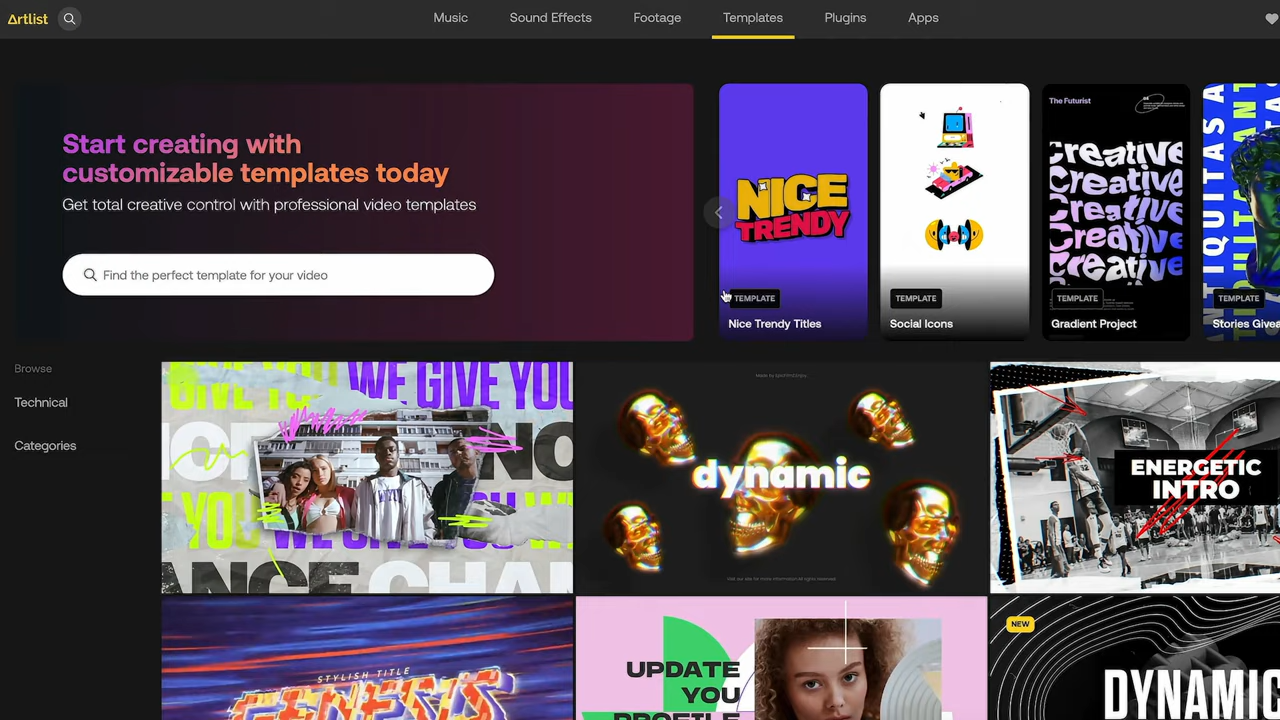 Artlist
Music
Sound Effects
Footage
Templates
Plugins
Apps
Start creating with
customizable templates today
Get total creative control with professional video templates
Find the perfect template for your video
NICE
TRENDY
TEMPLATE
Nice Trendy Titles
TEMPLATE
Social Icons
The Futurist
Creative
Creative
Creative
Creative
Creative
TEMPLATE
Gradient Project
TEMPLATE
Stories Givea
Browse
Technical
Categories
WE GIVE YOU
dynamic
ENERGETIC
INTRO
STYLISH TITLE
UPDATE
YOU
PROFILE
NEW
DYNAMIC